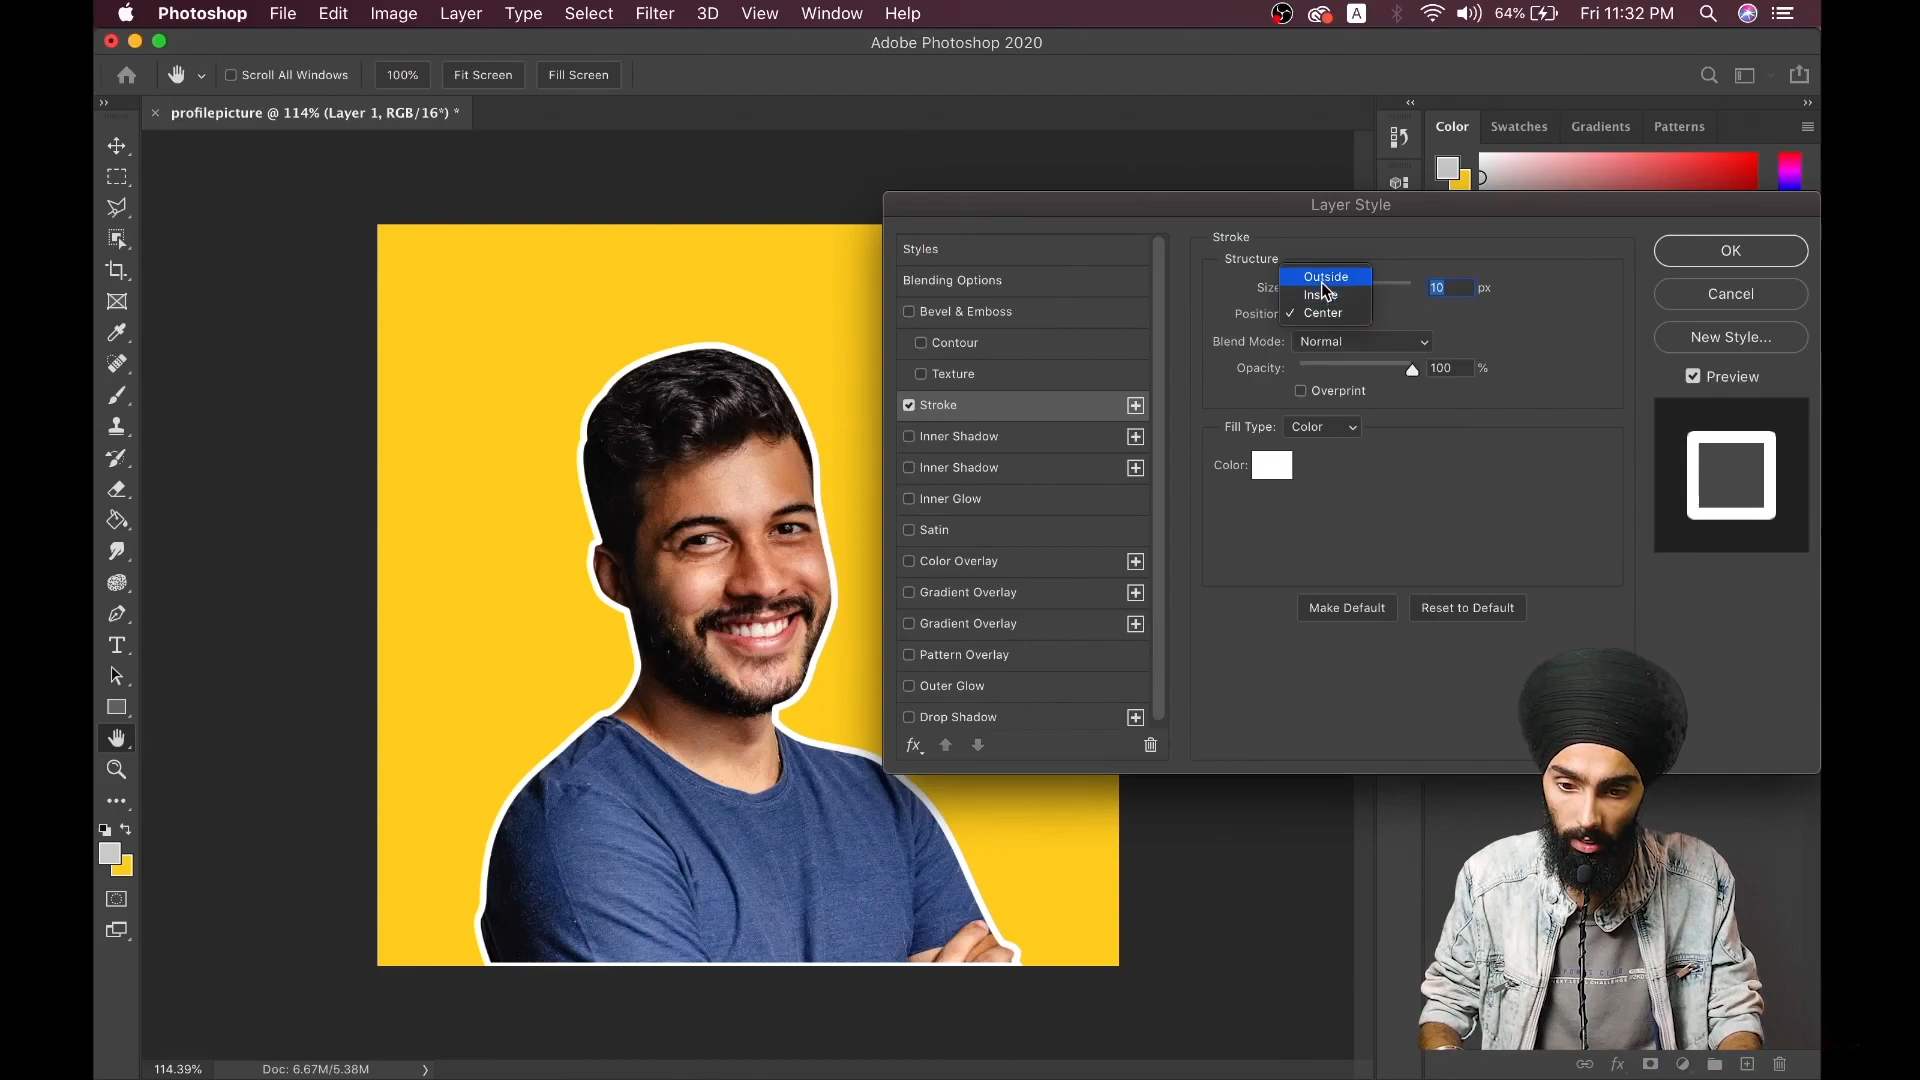 Photoshop File Edit Image Layer Type Select Filter 3D View Window Help A 64% Fri 11:32 PM
Adobe Photoshop 2020
Scroll All Windows 100% Fit Screen Fill Screen
profilepicture @ 114% (Layer 1, RGB/16*) *
Color Swatches Gradients Patterns
Layer Style
Styles
Blending Options
Bevel & Emboss
Contour
Texture
Stroke
Inner Shadow
Inner Shadow
Inner Glow
Satin
Color Overlay
Gradient Overlay
Gradient Overlay
Pattern Overlay
Outer Glow
Drop Shadow
fx
Stroke
Structure
Outside
Size: 10 px
Inside
Position: Center
Blend Mode: Normal
Opacity: 100 %
Overprint
Fill Type: Color
Color:
Make Default Reset to Default
OK
Cancel
New Style...
Preview
T
114.39% Doc: 6.67M/5.38M
fx